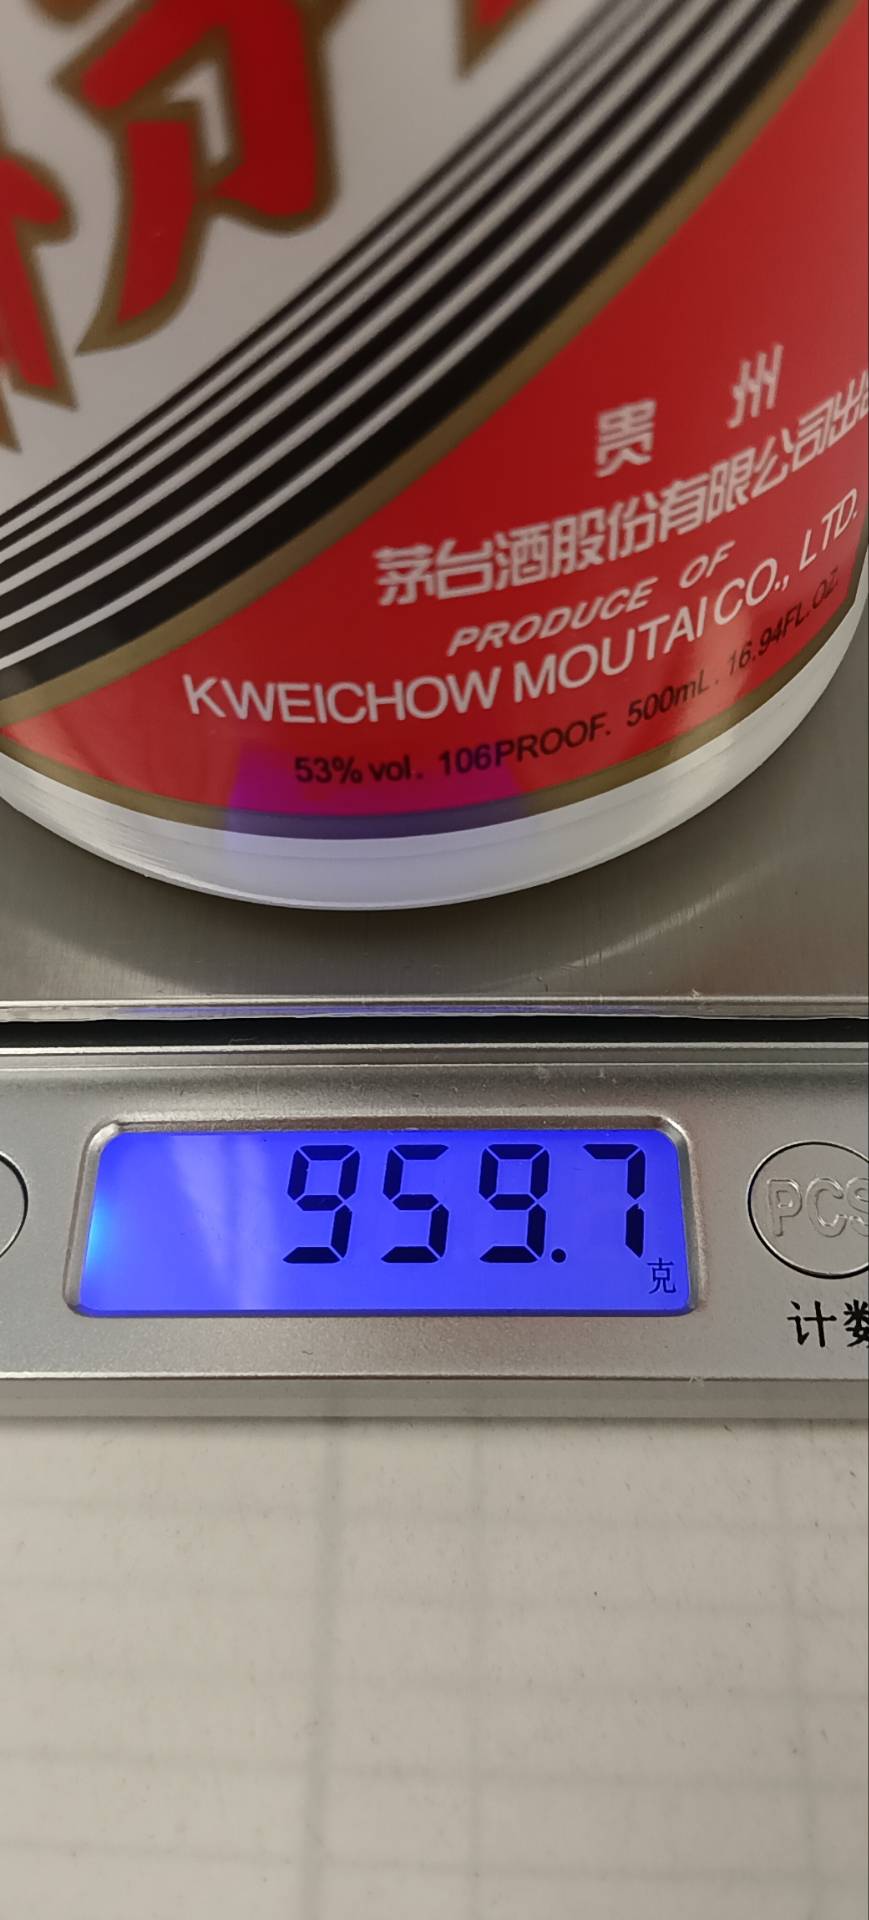 贵州
茅台酒股份有限公司出
PRODUCE OF
KWEICHOW MOUTAI CO., LTD.
53% vol. 106PROOF. 500mL. 16.94FL.OZ.
959.7
克
PCS
计数